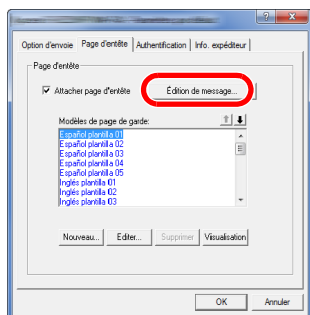 Option d'envoie Page d'entête Authentification Info. expéditeur
Page d'entête
Attacher page d'entête Édition de message...
Modèles de page de garde:
Español plantilla 01
Español plantilla 02
Español plantilla 03
Español plantilla 04
Español plantilla 05
Inglés plantilla 01
Inglés plantilla 02
Inglés plantilla 03
Nouveau... Editer... Supprimer Visualisation
OK Annuler